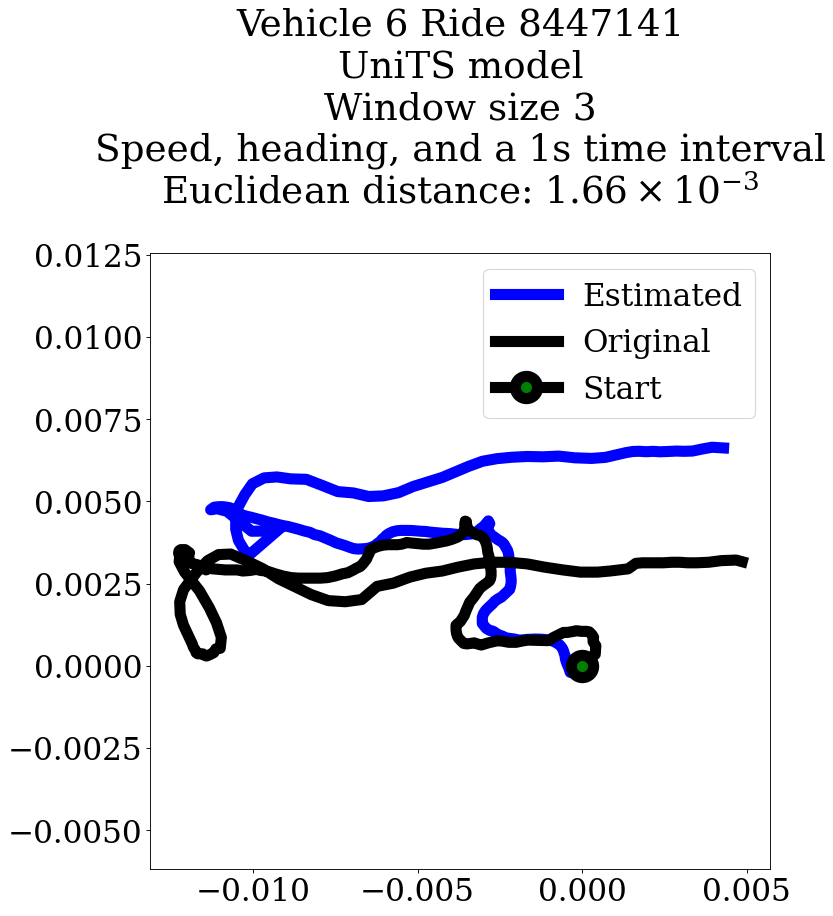 Vehicle 6 Ride 8447141
UniTS model
Window size 3
Speed, heading, and a 1s time interval
Euclidean distance: 1.66 × 10⁻³
Estimated
Original
Start
0.0125
0.0100
0.0075
0.0050
0.0025
0.0000
−0.0025
−0.0050
−0.010 −0.005 0.000 0.005